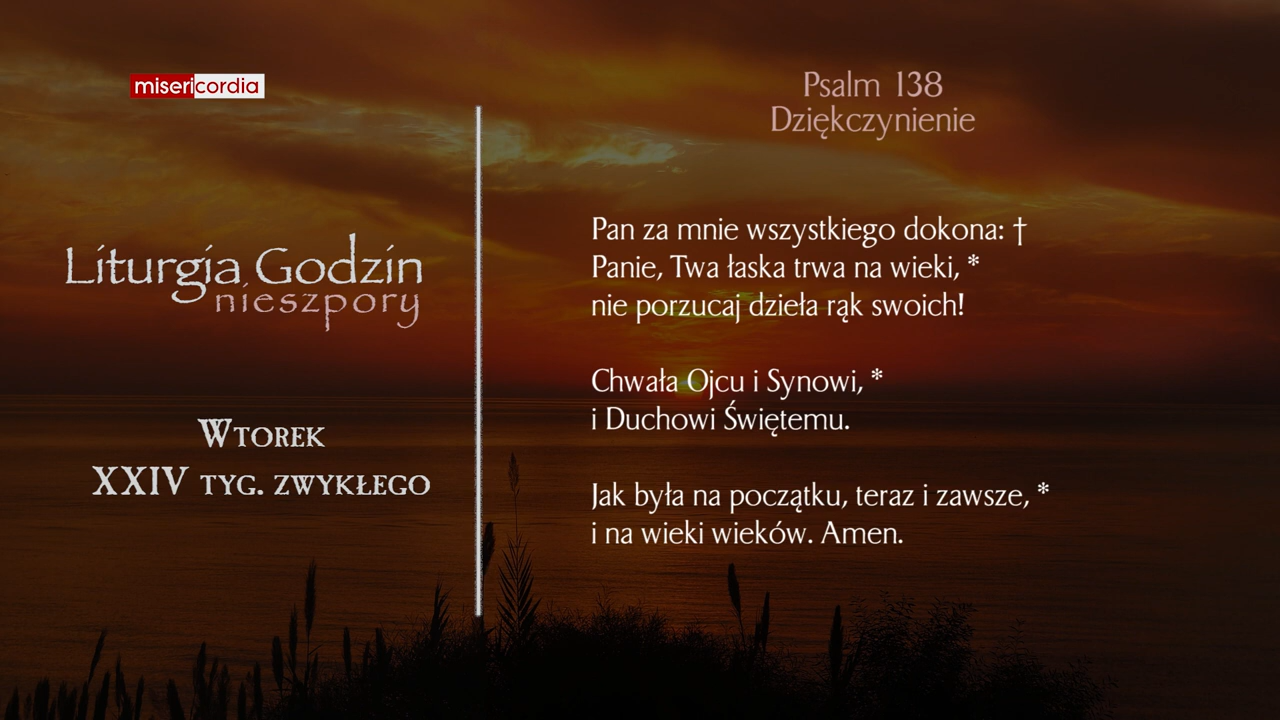 misericordia
Liturgia Godzin
nieszpory
Wtorek
XXIV tyg. zwykłego
Psalm 138
Dziękczynienie
Pan za mnie wszystkiego dokona: †
Panie, Twa łaska trwa na wieki, *
nie porzucaj dzieła rąk swoich!
Chwała Ojcu i Synowi, *
i Duchowi Świętemu.
Jak była na początku, teraz i zawsze, *
i na wieki wieków. Amen.